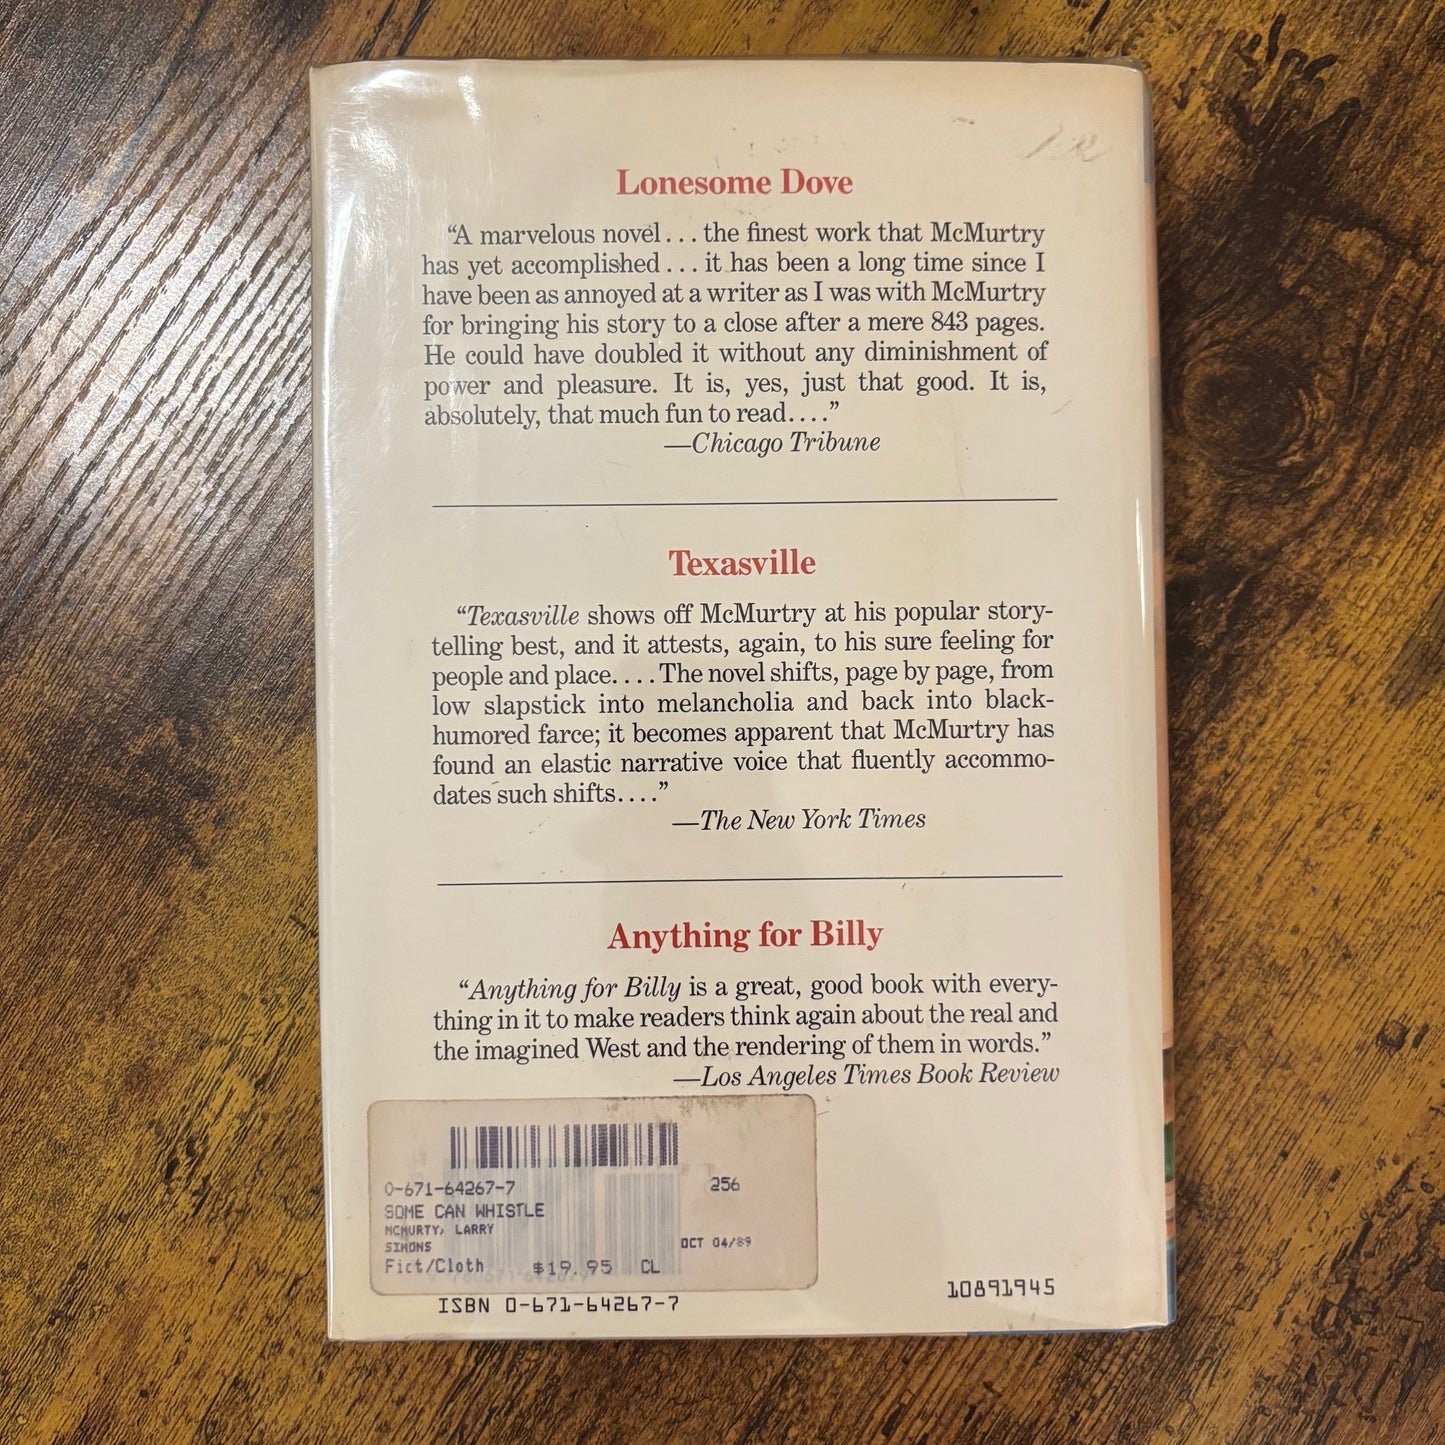 Lonesome Dove
“A marvelous novel . . . the finest work that McMurtry
has yet accomplished . . . it has been a long time since I
have been as annoyed at a writer as I was with McMurtry
for bringing his story to a close after a mere 843 pages.
He could have doubled it without any diminishment of
power and pleasure. It is, yes, just that good. It is,
absolutely, that much fun to read. . . .”
—Chicago Tribune
Texasville
“Texasville shows off McMurtry at his popular story-
telling best, and it attests, again, to his sure feeling for
people and place. . . . The novel shifts, page by page, from
low slapstick into melancholia and back into black-
humored farce; it becomes apparent that McMurtry has
found an elastic narrative voice that fluently accommo-
dates such shifts. . . .”
—The New York Times
Anything for Billy
“Anything for Billy is a great, good book with every-
thing in it to make readers think again about the real and
the imagined West and the rendering of them in words.”
—Los Angeles Times Book Review
0-671-64267-7 256
SOME CAN WHISTLE
MCMURTY, LARRY
SIMONS OCT 04/89
Fict/Cloth $19.95 CL
ISBN 0-671-64267-7
10891945